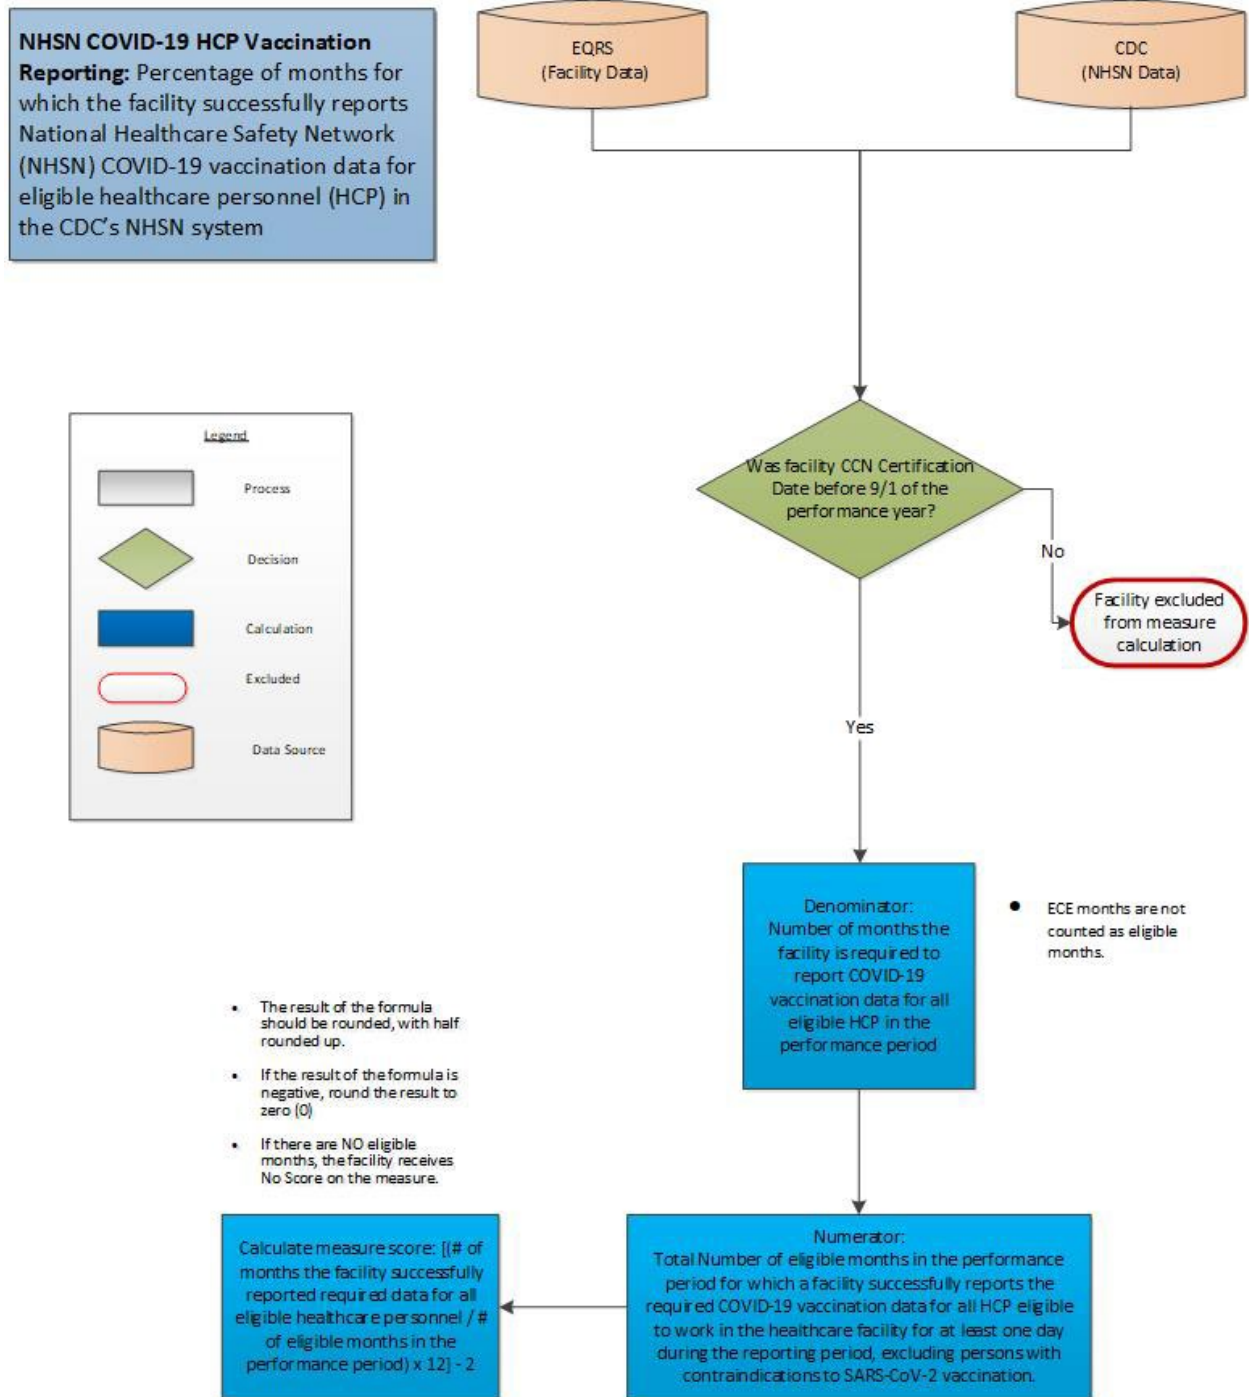 NHSN COVID-19 HCP Vaccination
Reporting: Percentage of months for
which the facility successfully reports
National Healthcare Safety Network
(NHSN) COVID-19 vaccination data for
eligible healthcare personnel (HCP) in
the CDC's NHSN system
EQRS
(Facility Data)
CDC
(NHSN Data)
Legend
Process
Decision
Calculation
Excluded
Data Source
Was facility CCN Certification
Date before 9/1 of the
performance year?
No
Facility excluded
from measure
calculation
Yes
Denominator:
Number of months the
facility is required to
report COVID-19
vaccination data for all
eligible HCP in the
performance period
• ECE months are not
counted as eligible
months.
• The result of the formula
should be rounded, with half
rounded up.
• If the result of the formula is
negative, round the result to
zero (0)
• If there are NO eligible
months, the facility receives
No Score on the measure.
Numerator:
Total Number of eligible months in the performance
period for which a facility successfully reports the
required COVID-19 vaccination data for all HCP eligible
to work in the healthcare facility for at least one day
during the reporting period, excluding persons with
contraindications to SARS-CoV-2 vaccination.
Calculate measure score: [(# of
months the facility successfully
reported required data for all
eligible healthcare personnel / #
of eligible months in the
performance period) x 12] - 2